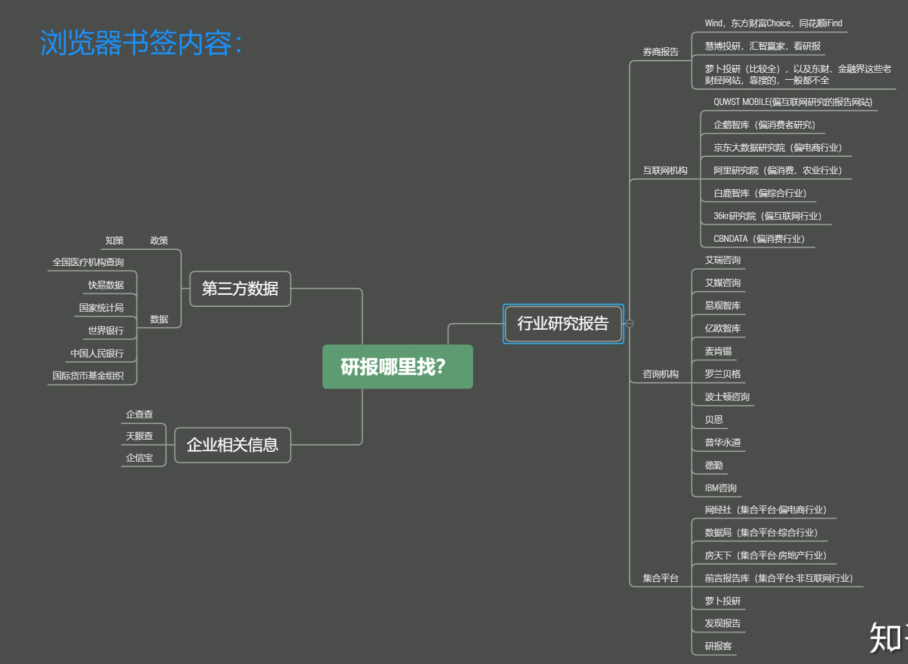 浏览器书签内容：
研报哪里找？
行业研究报告
券商报告
Wind，东方财富Choice，同花顺iFind
慧博投研，汇智赢家，看研报
萝卜投研（比较全），以及东财、金融界这些老
财经网站，靠搜的，一般都不全
互联网机构
QUWST MOBILE(偏互联网研究的报告网站)
企鹅智库（偏消费者研究）
京东大数据研究院（偏电商行业）
阿里研究院（偏消费、农业行业）
白鹿智库（偏综合行业）
36kr研究院（偏互联网行业）
CBNDATA（偏消费行业）
咨询机构
艾瑞咨询
艾媒咨询
易观智库
亿欧智库
麦肯锡
罗兰贝格
波士顿咨询
贝恩
普华永道
德勤
IBM咨询
集合平台
网经社（集合平台·偏电商行业）
数据局（集合平台·综合行业）
房天下（集合平台·房地产行业）
前言报告库（集合平台·非互联网行业）
萝卜投研
发现报告
研报客
第三方数据
政策
知策
数据
全国医疗机构查询
快易数据
国家统计局
世界银行
中国人民银行
国际货币基金组织
企业相关信息
企查查
天眼查
企信宝
知